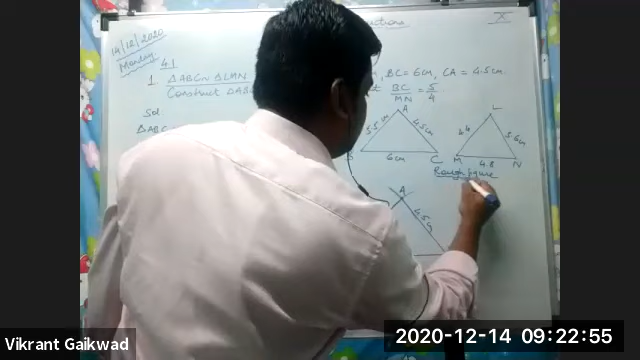 14/12/2020
Monday
ructions
X
4.1
1. ΔABC ~ ΔLMN , BC = 6cm, CA = 4.5cm.
Construct ΔABC t BC/MN = 5/4
Sol
ΔABC
A
5.5cm
4.5cm
6cm
C
L
4.4
3.6cm
M
4.8
N
Rough figure
A
4.5c
Vikrant Gaikwad
2020-12-14 09:22:55